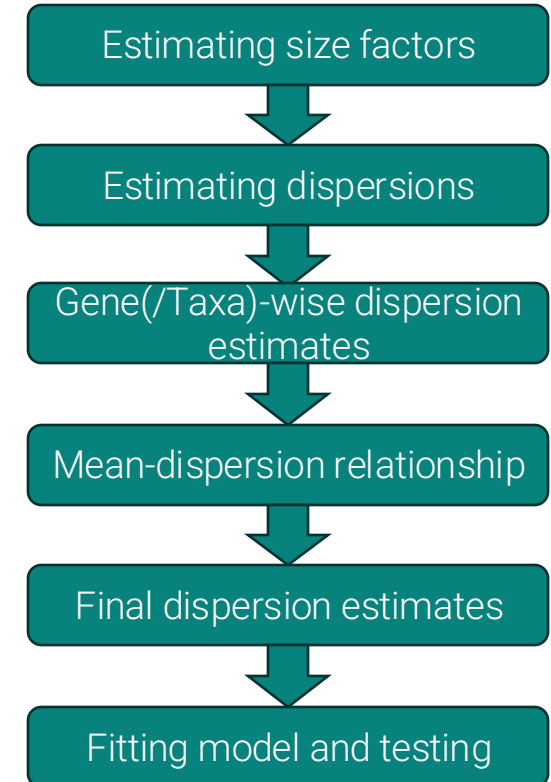 Estimating size factors
Estimating dispersions
Gene(/Taxa)-wise dispersion
estimates
Mean-dispersion relationship
Final dispersion estimates
Fitting model and testing